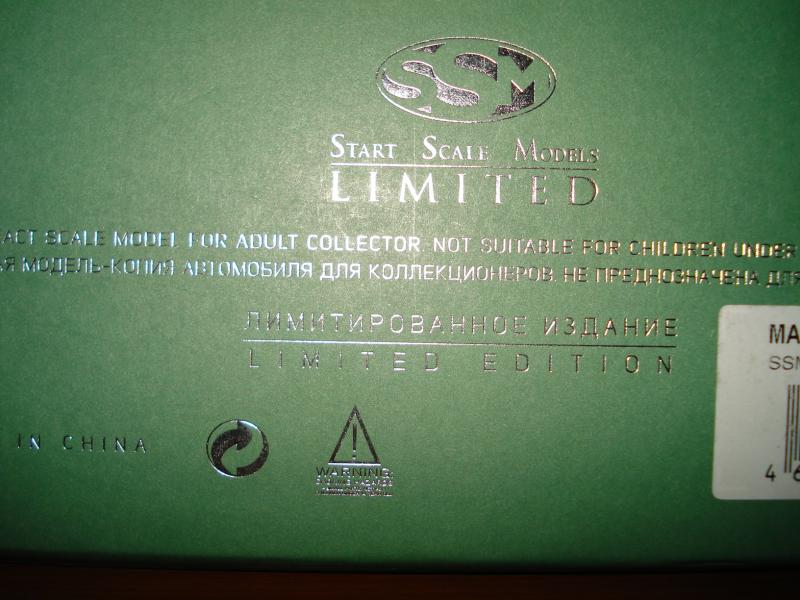 SSM
START SCALE MODELS
LIMITED
ACT SCALE MODEL FOR ADULT COLLECTOR. NOT SUITABLE FOR CHILDREN UNDER
АЯ МОДЕЛЬ-КОПИЯ АВТОМОБИЛЯ ДЛЯ КОЛЛЕКЦИОНЕРОВ. НЕ ПРЕДНОЗНАЧЕНА ДЛЯ
ЛИМИТИРОВАННОЕ ИЗДАНИЕ
LIMITED EDITION
MA
SSM
IN CHINA
WARNING:
4